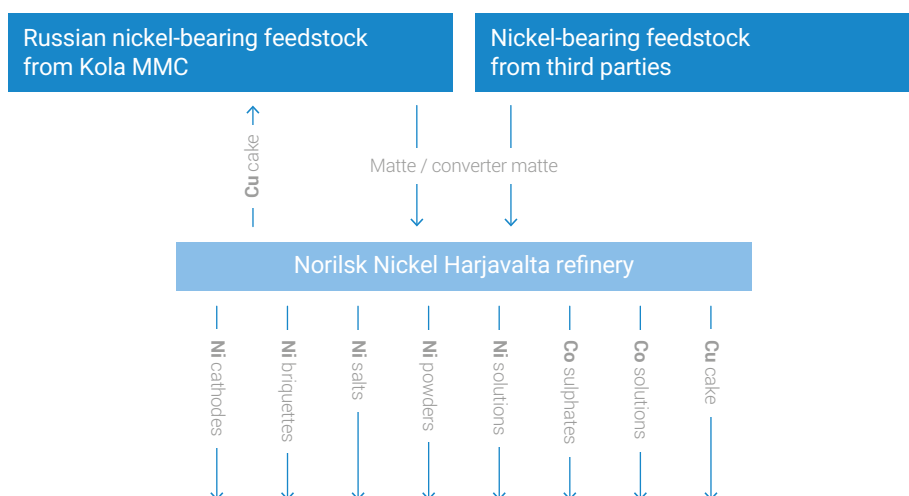 Russian nickel-bearing feedstock
from Kola MMC
Nickel-bearing feedstock
from third parties
Cu cake
Matte / converter matte
Norilsk Nickel Harjavalta refinery
Ni cathodes
Ni briquettes
Ni salts
Ni powders
Ni solutions
Co sulphates
Co solutions
Cu cake